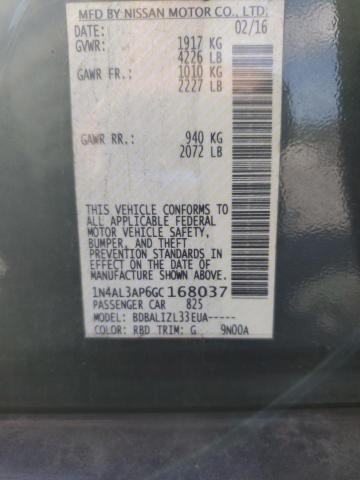 MFD BY NISSAN MOTOR CO., LTD.
DATE: 02/16
GVWR: 1917 KG
4226 LB
GAWR FR.: 1010 KG
2227 LB
GAWR RR.: 940 KG
2072 LB
THIS VEHICLE CONFORMS TO
ALL APPLICABLE FEDERAL
MOTOR VEHICLE SAFETY,
BUMPER, AND THEFT
PREVENTION STANDARDS
IN EFFECT ON THE DATE OF
MANUFACTURE SHOWN ABOVE.
1N4AL3AP6GC168037
PASSENGER CAR 825
MODEL: BDBALIZL33EUA-----
COLOR: RBD TRIM: G 9N00A